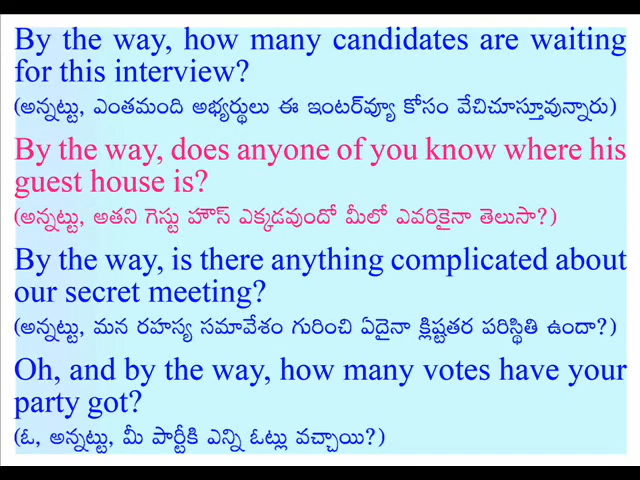 By the way, how many candidates are waiting
for this interview?
(అన్నట్టు, ఎంతమంది అభ్యర్థులు ఈ ఇంటర్‌వ్యూ కోసం వేచిచూస్తూవున్నారు)
By the way, does anyone of you know where his
guest house is?
(అన్నట్టు, అతని గెస్టు హౌస్ ఎక్కడవుందో మీలో ఎవరికైనా తెలుసా?)
By the way, is there anything complicated about
our secret meeting?
(అన్నట్టు, మన రహస్య సమావేశం గురించి ఏదైనా క్లిష్టతర పరిస్థితి ఉందా?)
Oh, and by the way, how many votes have your
party got?
(ఓ, అన్నట్టు, మీ పార్టీకి ఎన్ని ఓట్లు వచ్చాయి?)